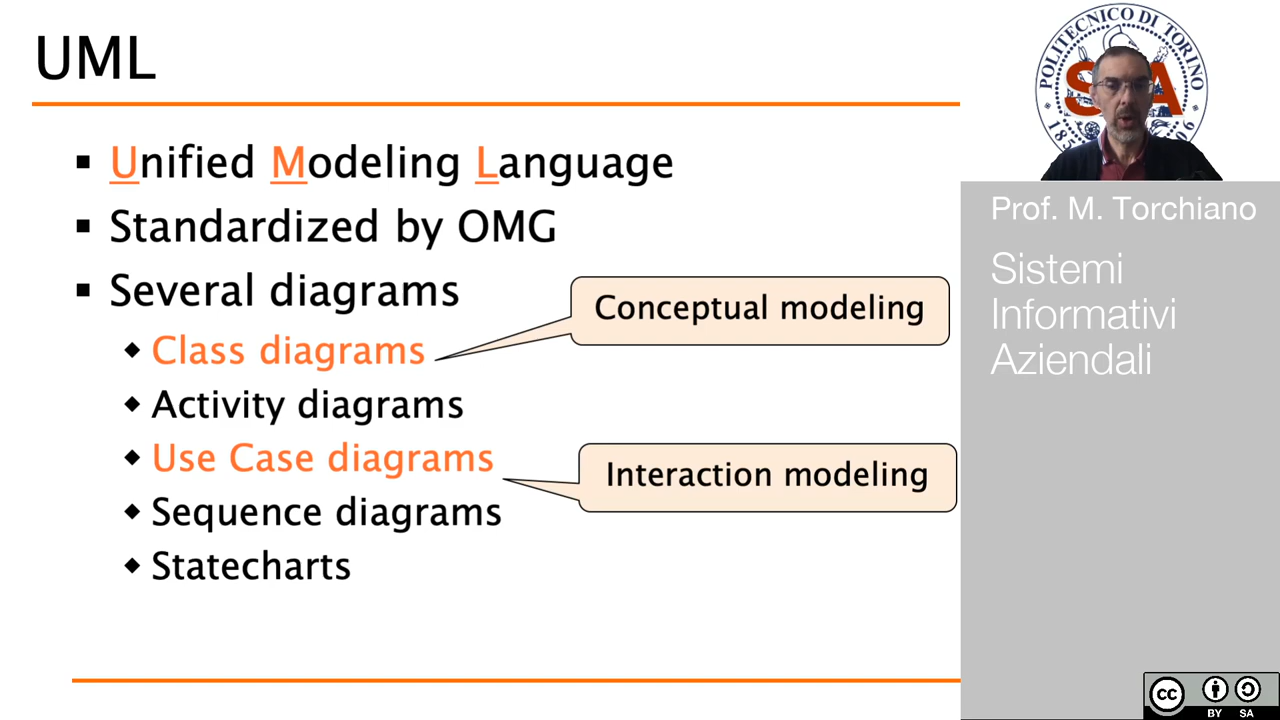 UML
Unified Modeling Language
Standardized by OMG
Several diagrams
Class diagrams
Conceptual modeling
Activity diagrams
Use Case diagrams
Interaction modeling
Sequence diagrams
Statecharts
POLITECNICO DI TORINO
Prof. M. Torchiano
Sistemi
Informativi
Aziendali
cc
BY SA